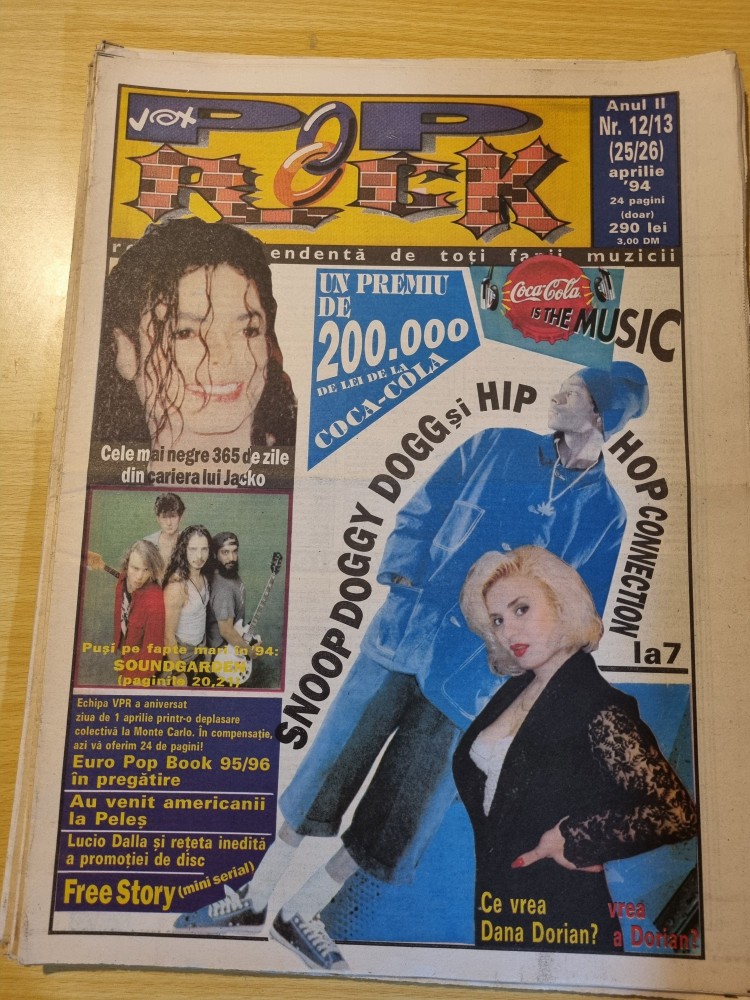 vox
POP
ROCK
Anul II
Nr. 12/13
(25/26)
aprilie
'94
24 pagini
(doar)
290 lei
3,00 DM
de toți fanii muzicii
UN PREMIU
DE
200.000
DE LEI DE LA
COCA-COLA
Coca-Cola
IS THE MUSIC
Cele mai negre 365 de zile
din cariera lui Jacko
SNOOP DOGGY DOGG și HIP
HOP CONNECTION
la7
Puși pe fapte mari în '94:
SOUNDGARDEN
(paginile 20,21)
Echipa VPR a aniversat
ziua de 1 aprilie printr-o deplasare
colectivă la Monte Carlo. În compensație,
azi vă oferim 24 de pagini!
Euro Pop Book 95/96
în pregătire
Au venit americanii
la Peleș
Lucio Dalla și rețeta inedită
a promoției de disc
Free Story (mini serial)
Ce vrea
Dana Dorian?
vrea
a Dorian?